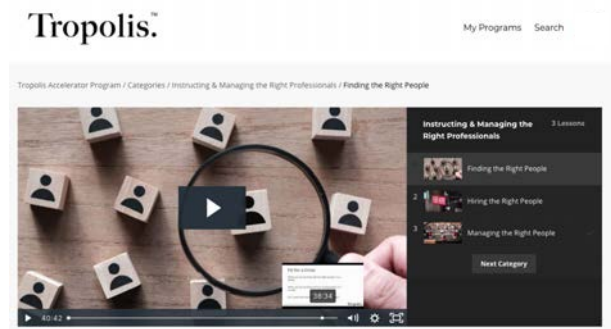 Tropolis.™
My Programs Search
Tropolis Accelerator Program / Categories / Instructing & Managing the Right Professionals / Finding the Right People
Instructing & Managing the Right Professionals
3 Lessons
Finding the Right People
2 Hiring the Right People
3 Managing the Right People
Next Category
38:34
40:42